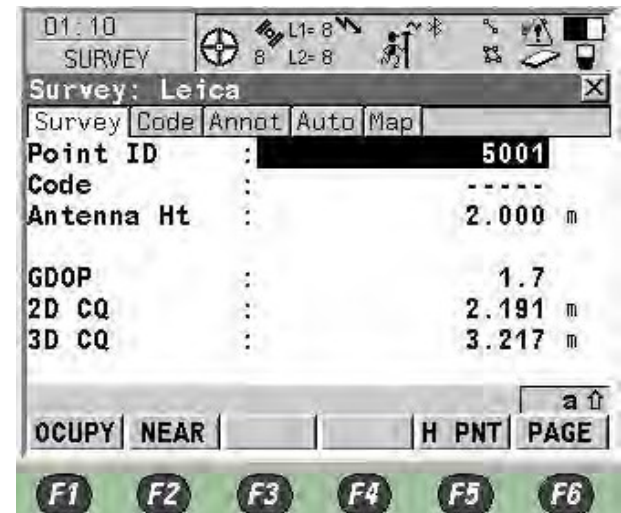 01:10
SURVEY
8 L1= 8
L2= 8
Survey: Leica
Survey Code Annot Auto Map
Point ID : 5001
Code : -----
Antenna Ht : 2.000 m
GDOP : 1.7
2D CQ : 2.191 m
3D CQ : 3.217 m
a
OCUPY NEAR H PNT PAGE
F1 F2 F3 F4 F5 F6